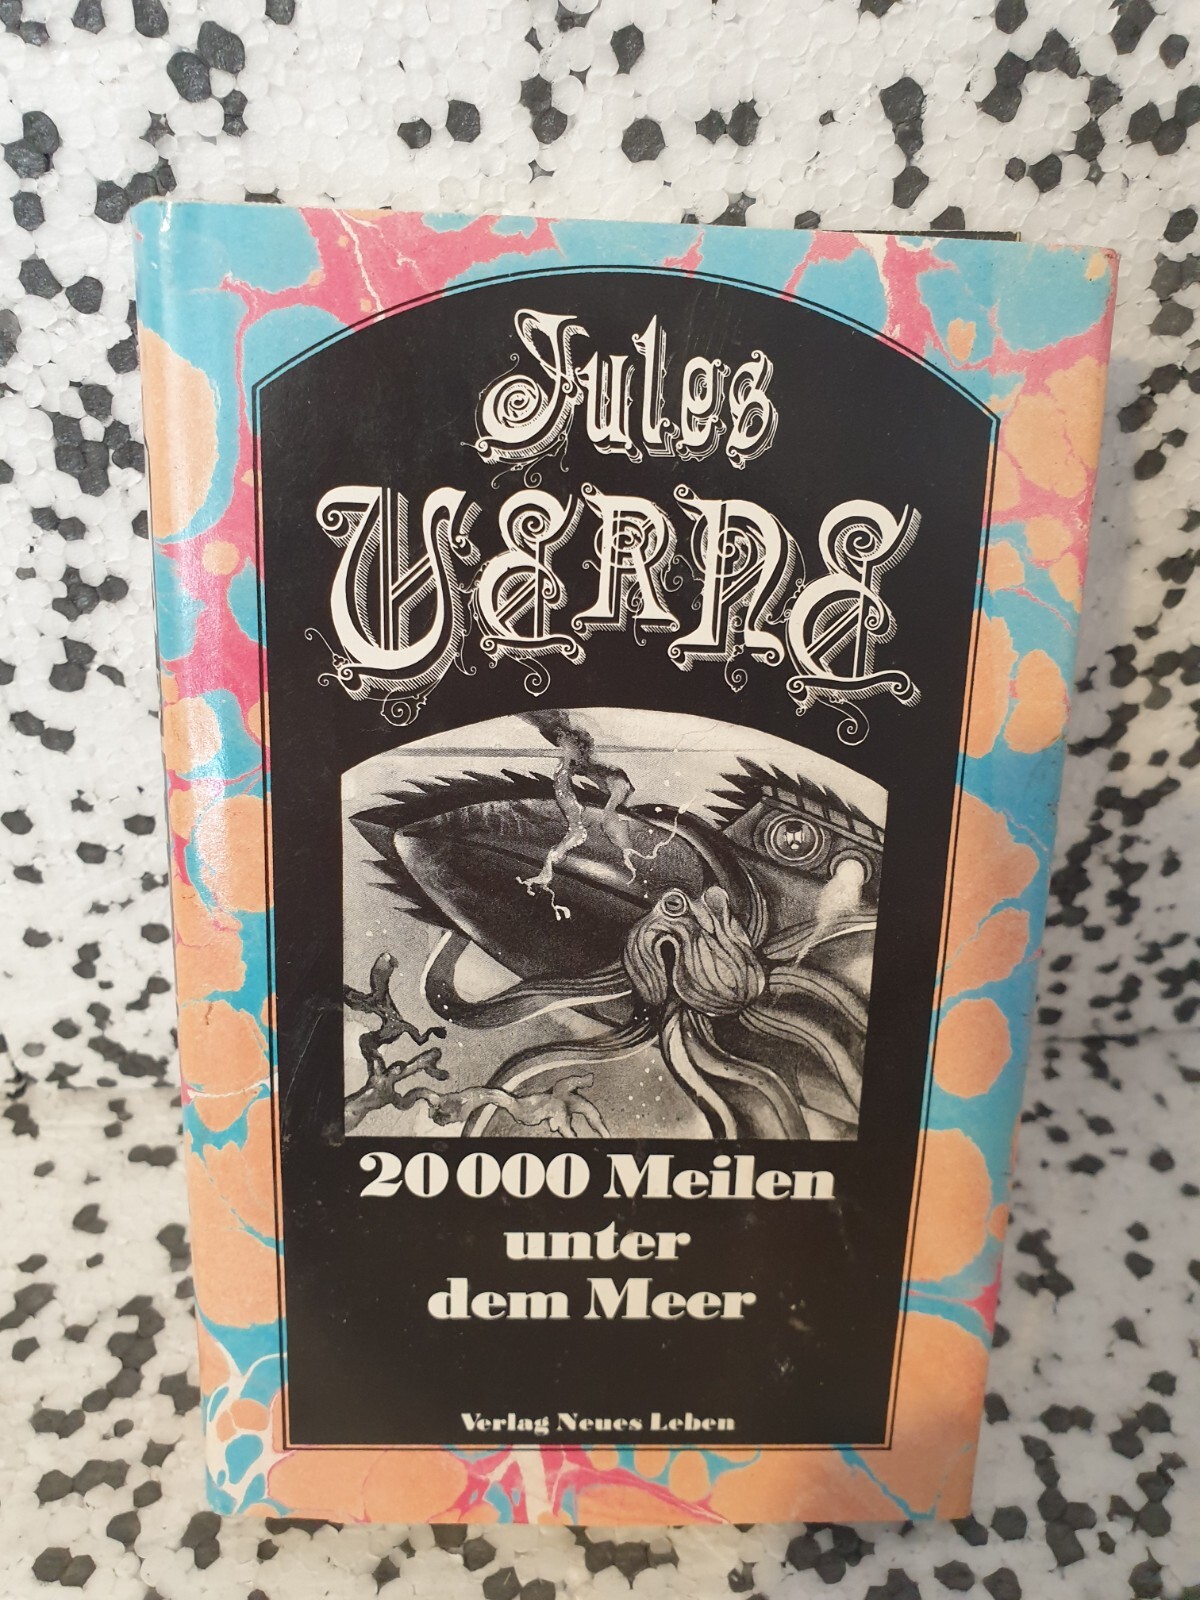 Jules
VERNE
20 000 Meilen
unter
dem Meer
Verlag Neues Leben